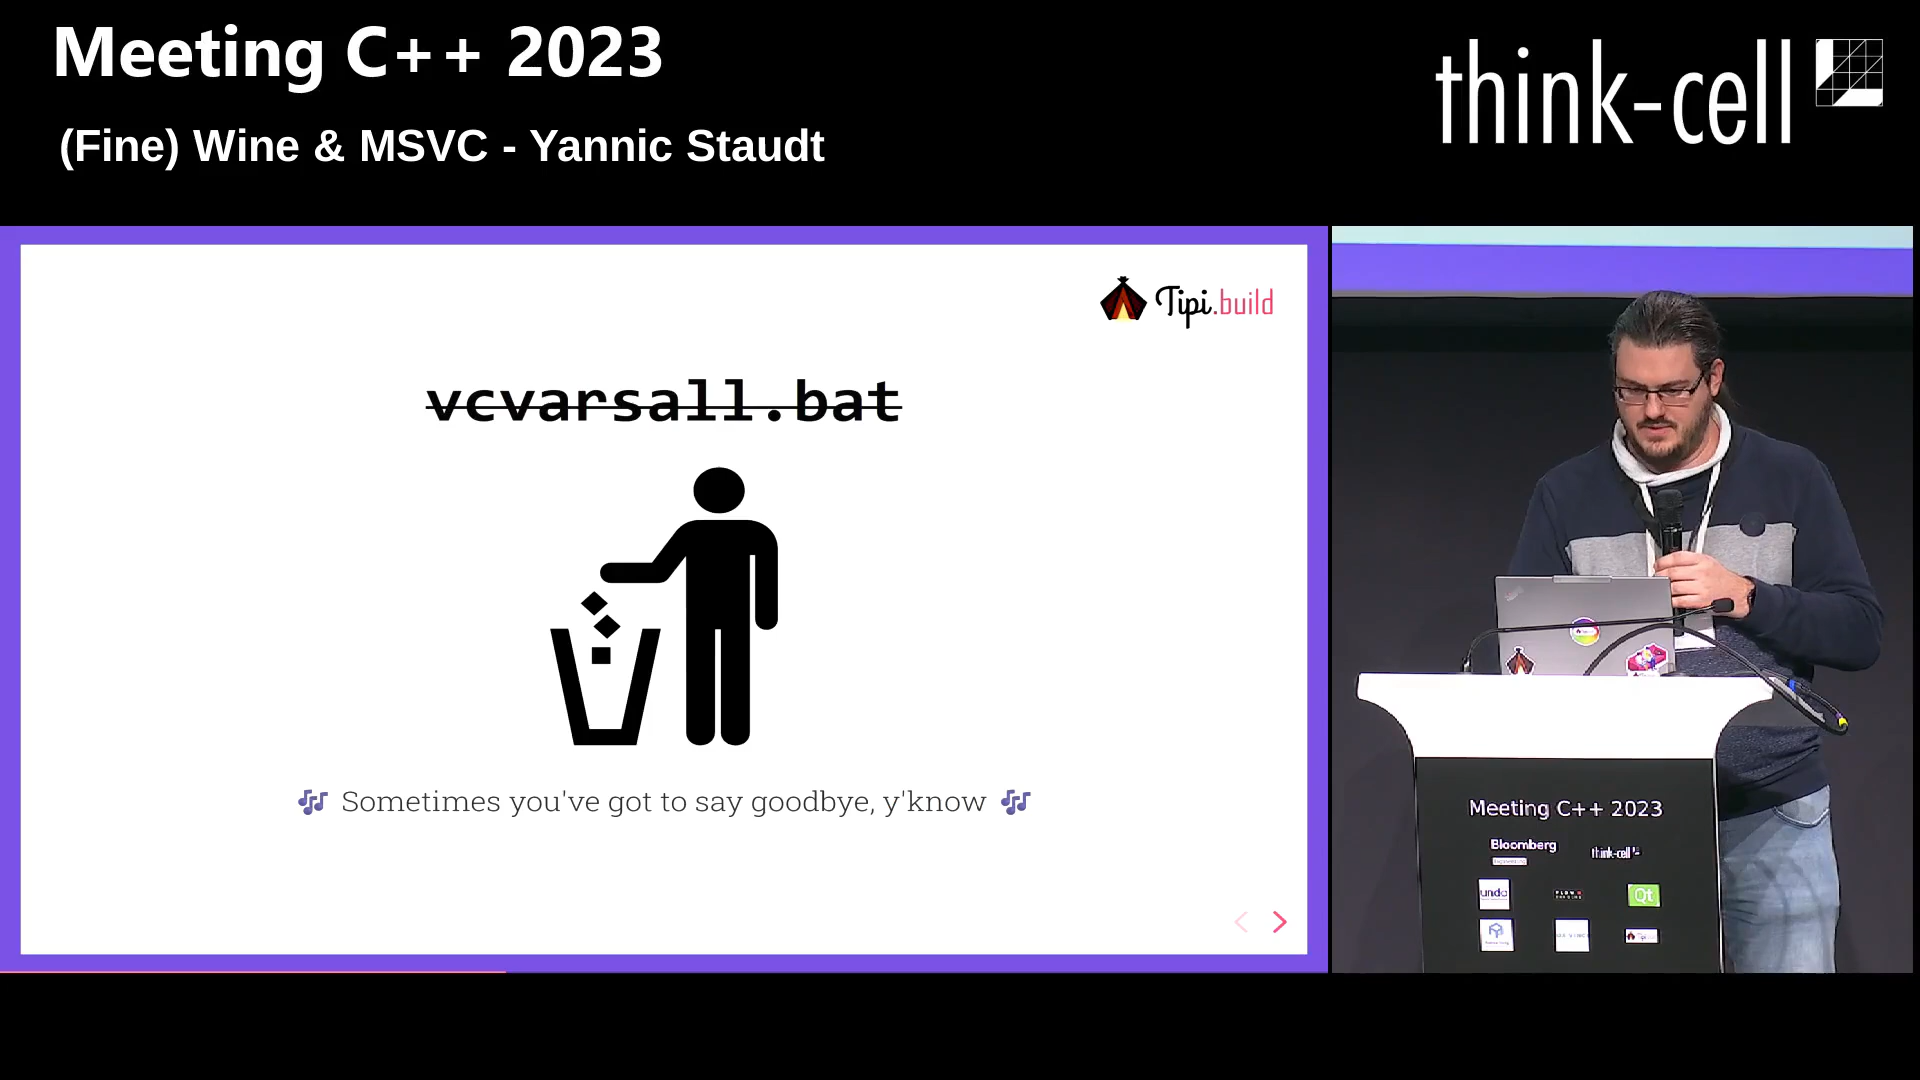 Meeting C++ 2023
(Fine) Wine & MSVC - Yannic Staudt
think-cell
Tipi.build
vcvarsall.bat
🎶 Sometimes you've got to say goodbye, y'know 🎶
Meeting C++ 2023
Bloomberg
think-cell
undo
Qt